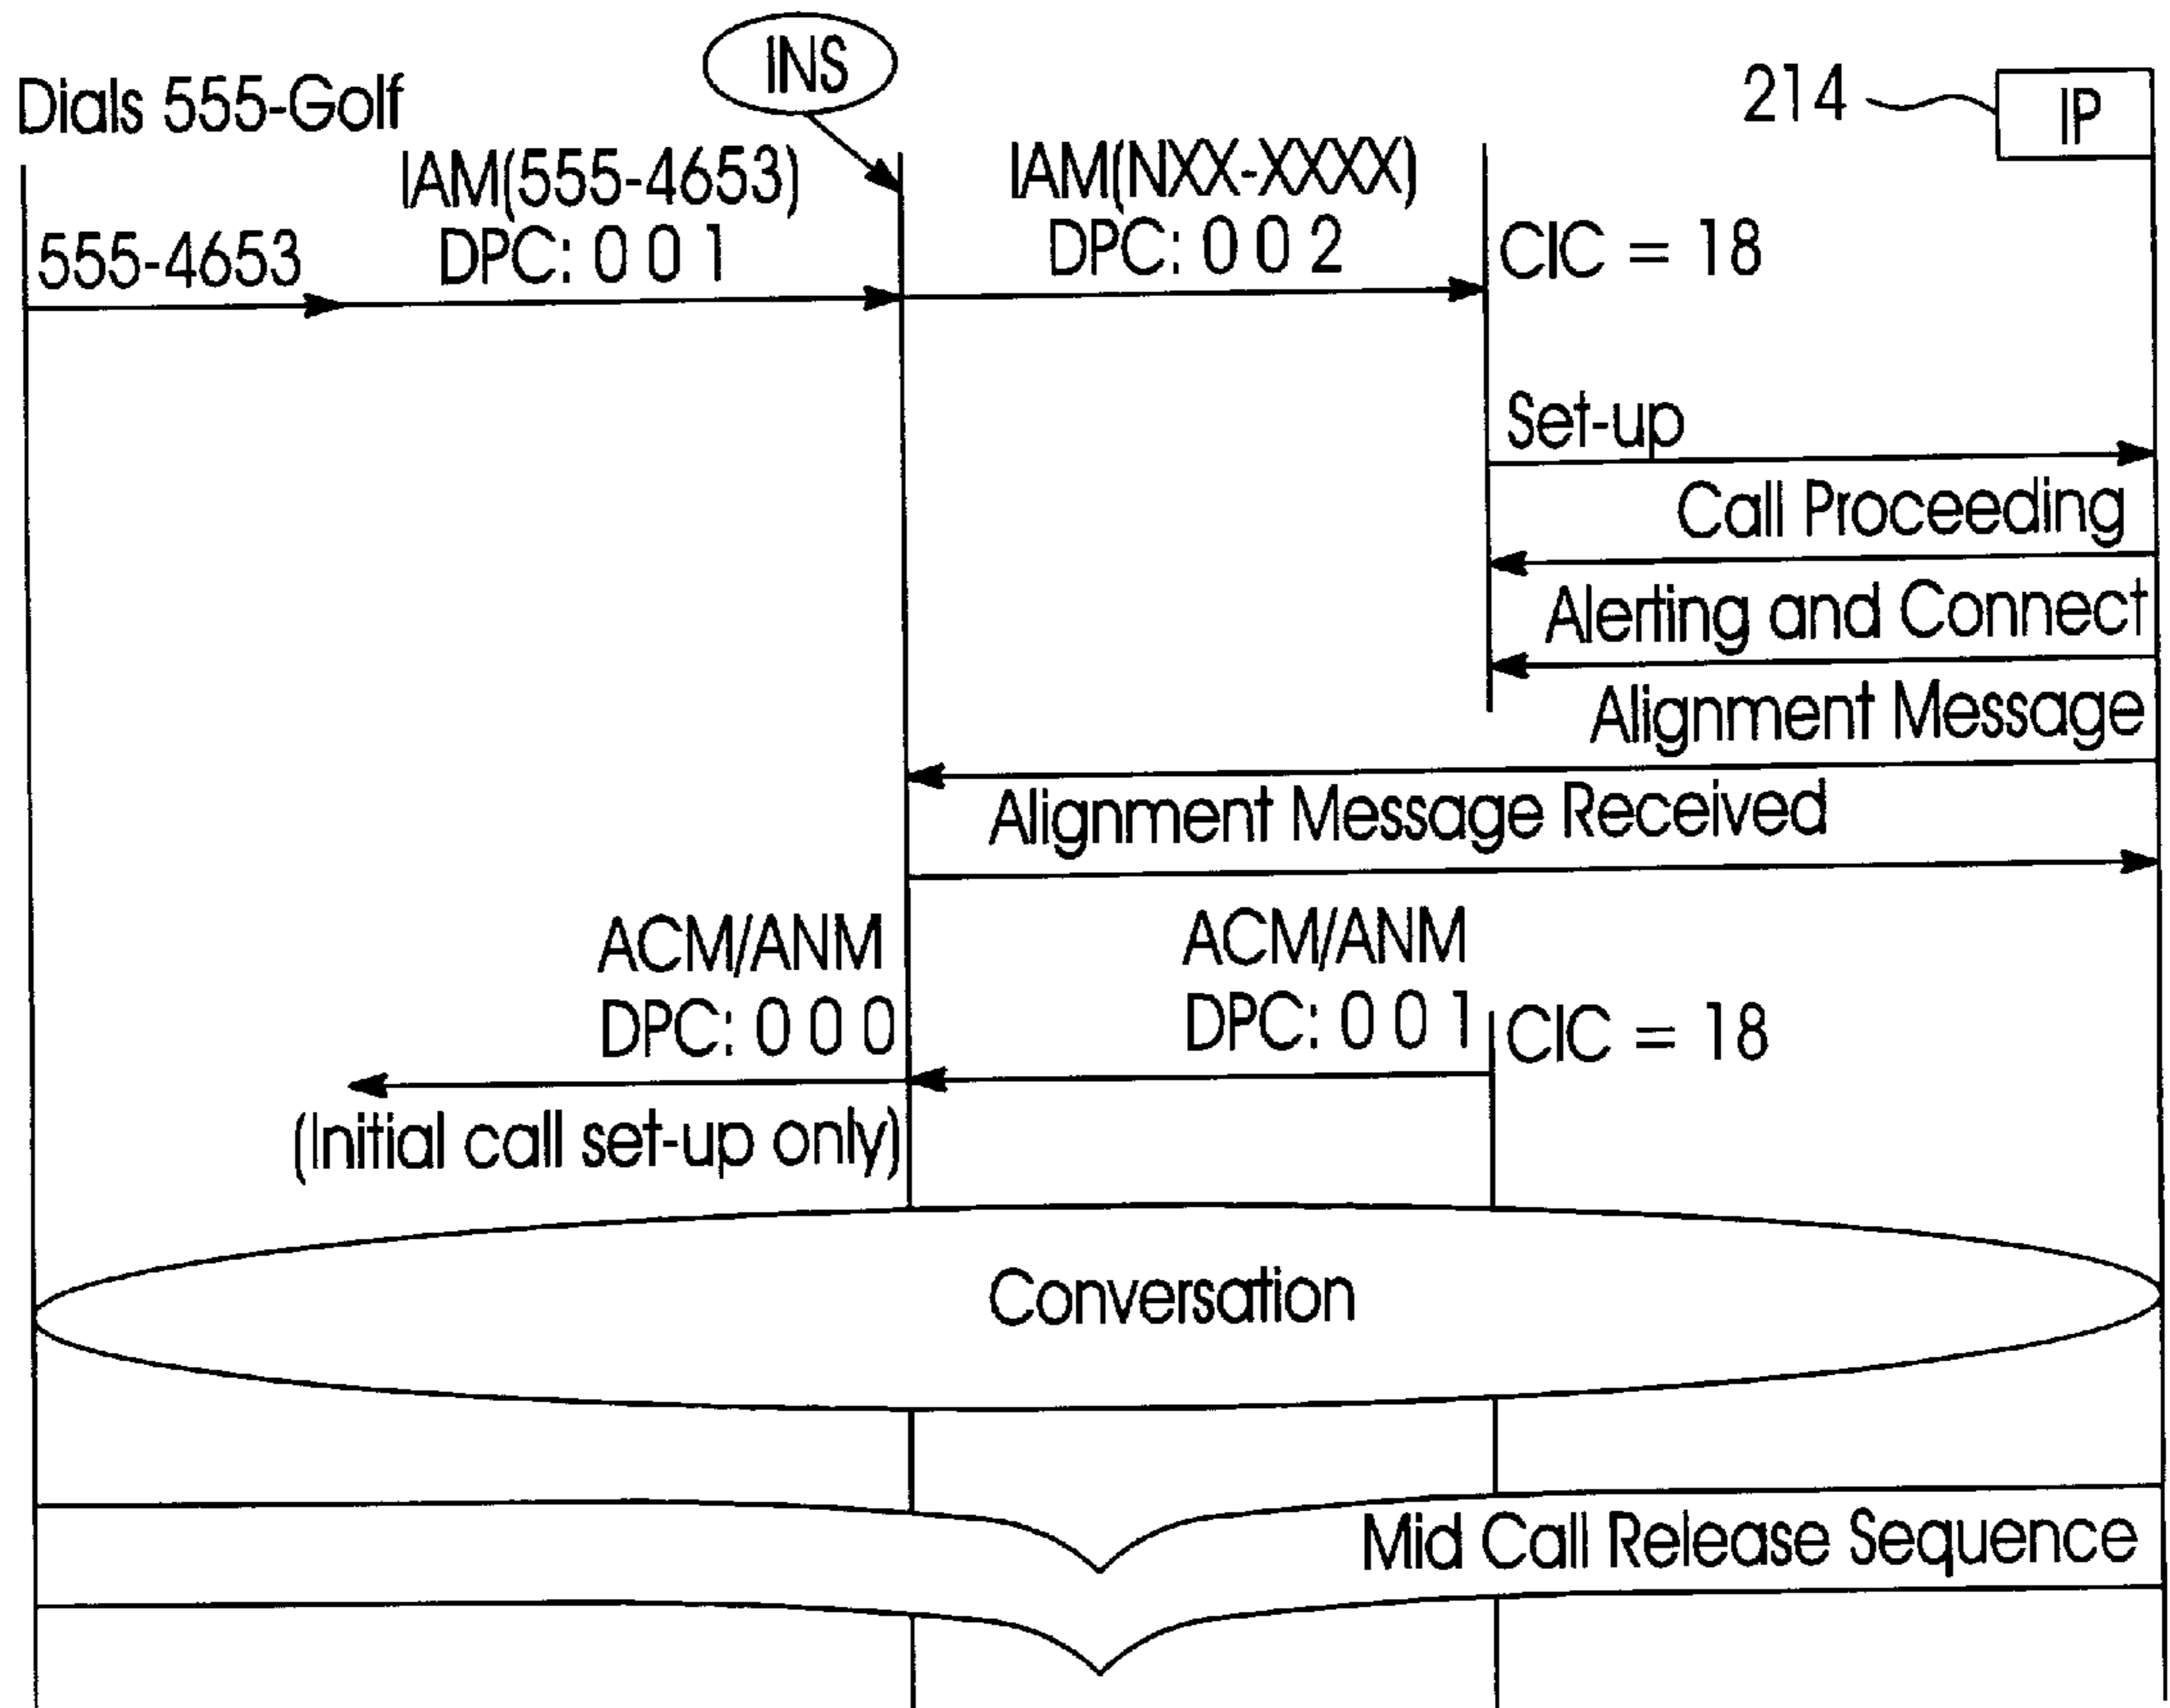 INS
Dials 555-Golf
214
IP
IAM(555-4653)
IAM(NXX-XXXX)
555-4653
DPC: 0 0 1
DPC: 0 0 2
CIC = 18
Set-up
Call Proceeding
Alerting and Connect
Alignment Message
Alignment Message Received
ACM/ANM
ACM/ANM
DPC: 0 0 0
DPC: 0 0 1
CIC = 18
(Initial call set-up only)
Conversation
Mid Call Release Sequence